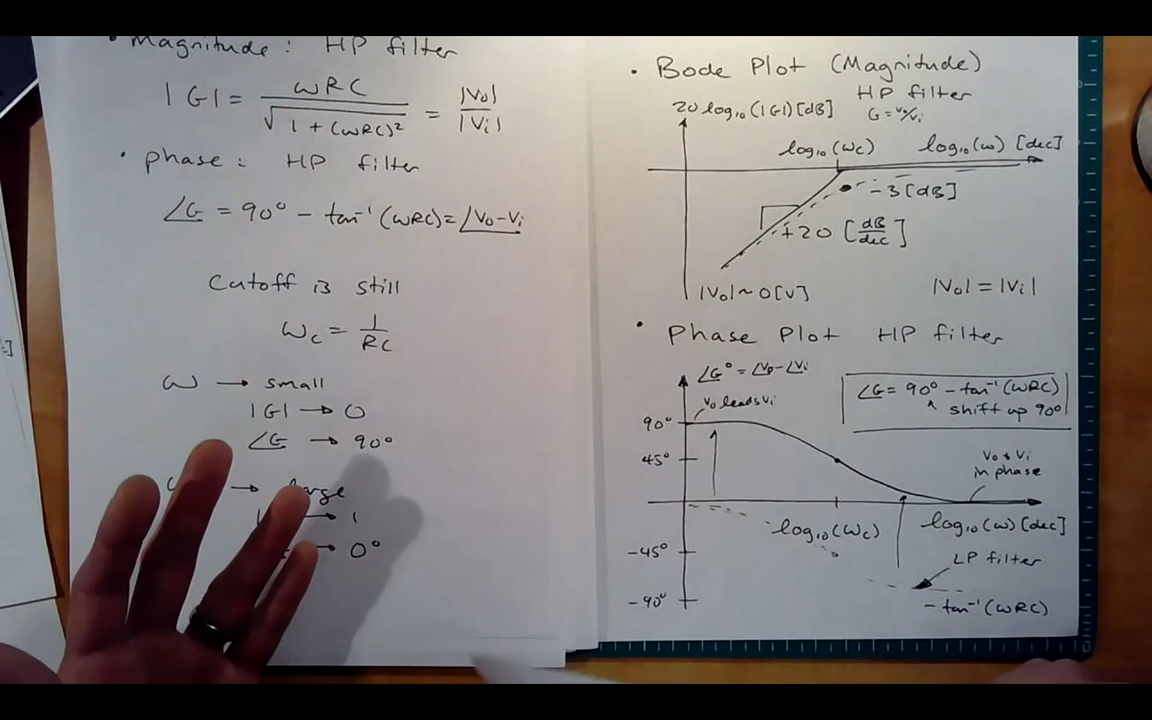 • Magnitude: HP filter
|G| = ωRC / √(1 + (ωRC)²) = |Vo| / |Vi|
• phase: HP filter
∠G = 90° - tan⁻¹(ωRC) = ∠Vo - Vi
Cutoff is still
ωc = 1/RC
ω → small
|G| → 0
∠G → 90°
→ large
→ 1
→ 0°
• Bode Plot (Magnitude)
HP filter
20 log₁₀(|G|) [dB]
G = Vo/Vi
log₁₀(ωc)
log₁₀(ω) [dec]
-3 [dB]
+20 [dB/dec]
|Vo| ~ 0[V]
|Vo| = |Vi|
• Phase Plot HP filter
∠G° = ∠Vo - ∠Vi
Vo leads Vi
∠G = 90° - tan⁻¹(ωRC)
^ shift up 90°
90°
45°
Vo & Vi
in phase
log₁₀(ωc)
log₁₀(ω) [dec]
-45°
LP filter
-90°
-tan⁻¹(ωRC)